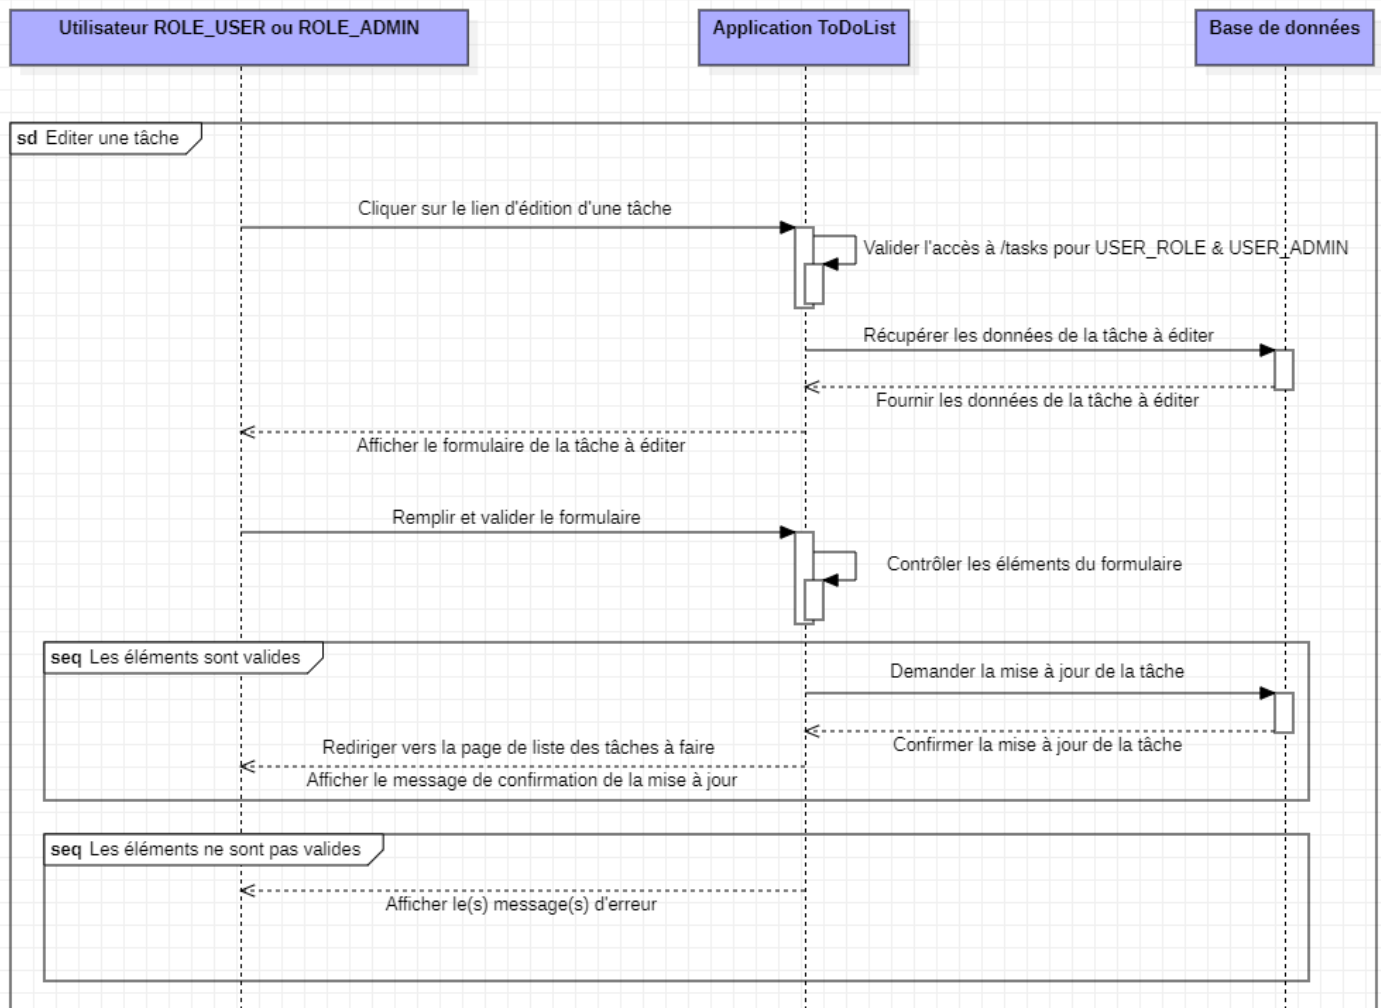 Utilisateur ROLE_USER ou ROLE_ADMIN
Application ToDoList
Base de données
sd Editer une tâche
Cliquer sur le lien d'édition d'une tâche
Valider l'accès à /tasks pour USER_ROLE & USER_ADMIN
Récupérer les données de la tâche à éditer
Fournir les données de la tâche à éditer
Afficher le formulaire de la tâche à éditer
Remplir et valider le formulaire
Contrôler les éléments du formulaire
seq Les éléments sont valides
Demander la mise à jour de la tâche
Confirmer la mise à jour de la tâche
Rediriger vers la page de liste des tâches à faire
Afficher le message de confirmation de la mise à jour
seq Les éléments ne sont pas valides
Afficher le(s) message(s) d'erreur